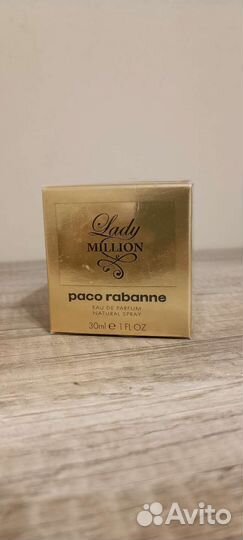 Lady
MILLION
paco rabanne
EAU DE PARFUM
NATURAL SPRAY
30ml ℮ 1 FL OZ
Avito